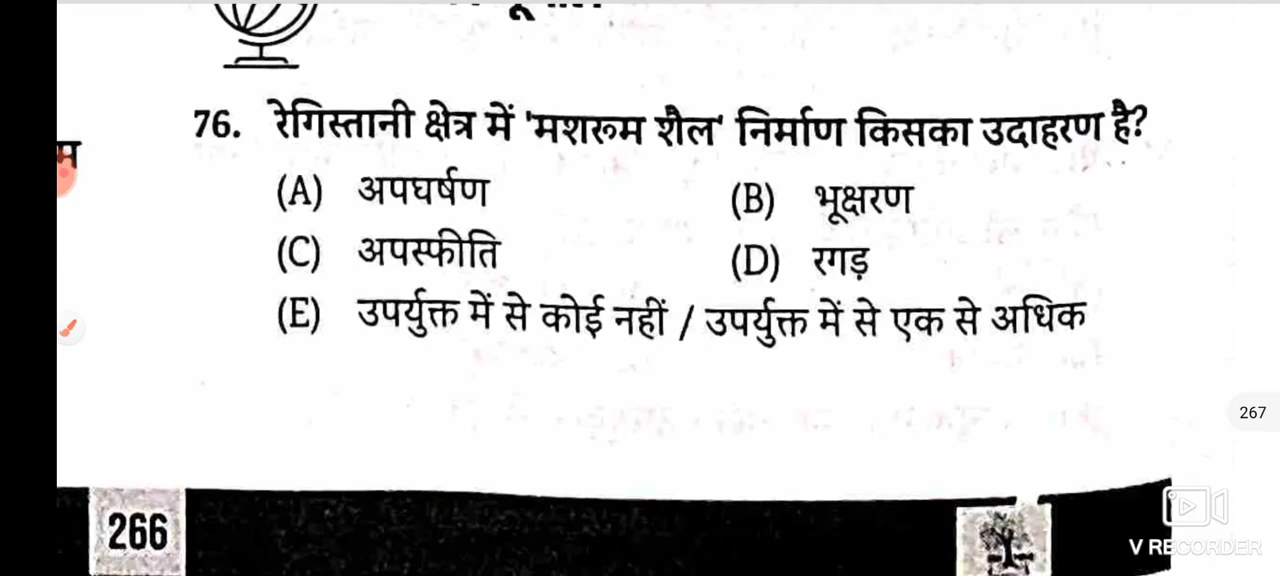 76. रेगिस्तानी क्षेत्र में 'मशरूम शैल' निर्माण किसका उदाहरण है?
(A) अपघर्षण (B) भूक्षरण
(C) अपस्फीति (D) रगड़
(E) उपर्युक्त में से कोई नहीं / उपर्युक्त में से एक से अधिक
267
266
V RECORDER